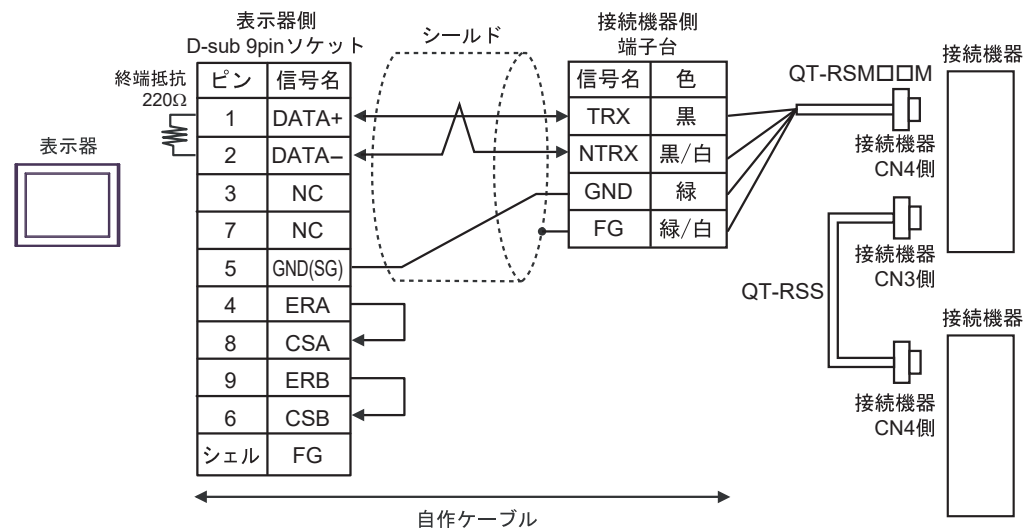 表示器側
D-sub 9pinソケット
シールド
接続機器側
端子台
接続機器
終端抵抗
220Ω
ピン 信号名
信号名 色
QT-RSM□□M
1 DATA+
TRX 黒
表示器
2 DATA−
NTRX 黒/白
接続機器
CN4側
3 NC
GND 緑
7 NC
FG 緑/白
5 GND(SG)
接続機器
CN3側
QT-RSS
4 ERA
接続機器
8 CSA
9 ERB
6 CSB
接続機器
CN4側
シェル FG
自作ケーブル